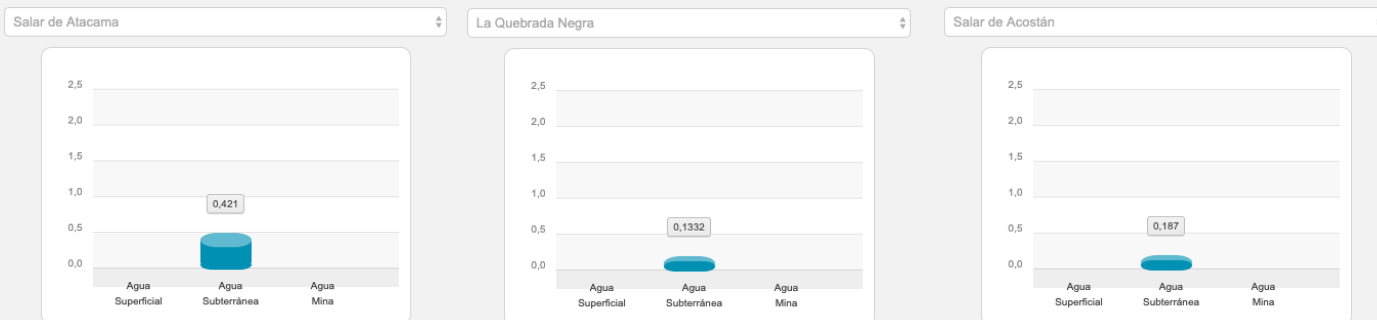 Salar de Atacama
2,5
2,0
1,5
1,0
0,5
0,0
0,421
Agua Superficial
Agua Subterránea
Agua Mina
La Quebrada Negra
2,5
2,0
1,5
1,0
0,5
0,0
0,1332
Agua Superficial
Agua Subterránea
Agua Mina
Salar de Acostán
2,5
2,0
1,5
1,0
0,5
0,0
0,187
Agua Superficial
Agua Subterránea
Agua Mina